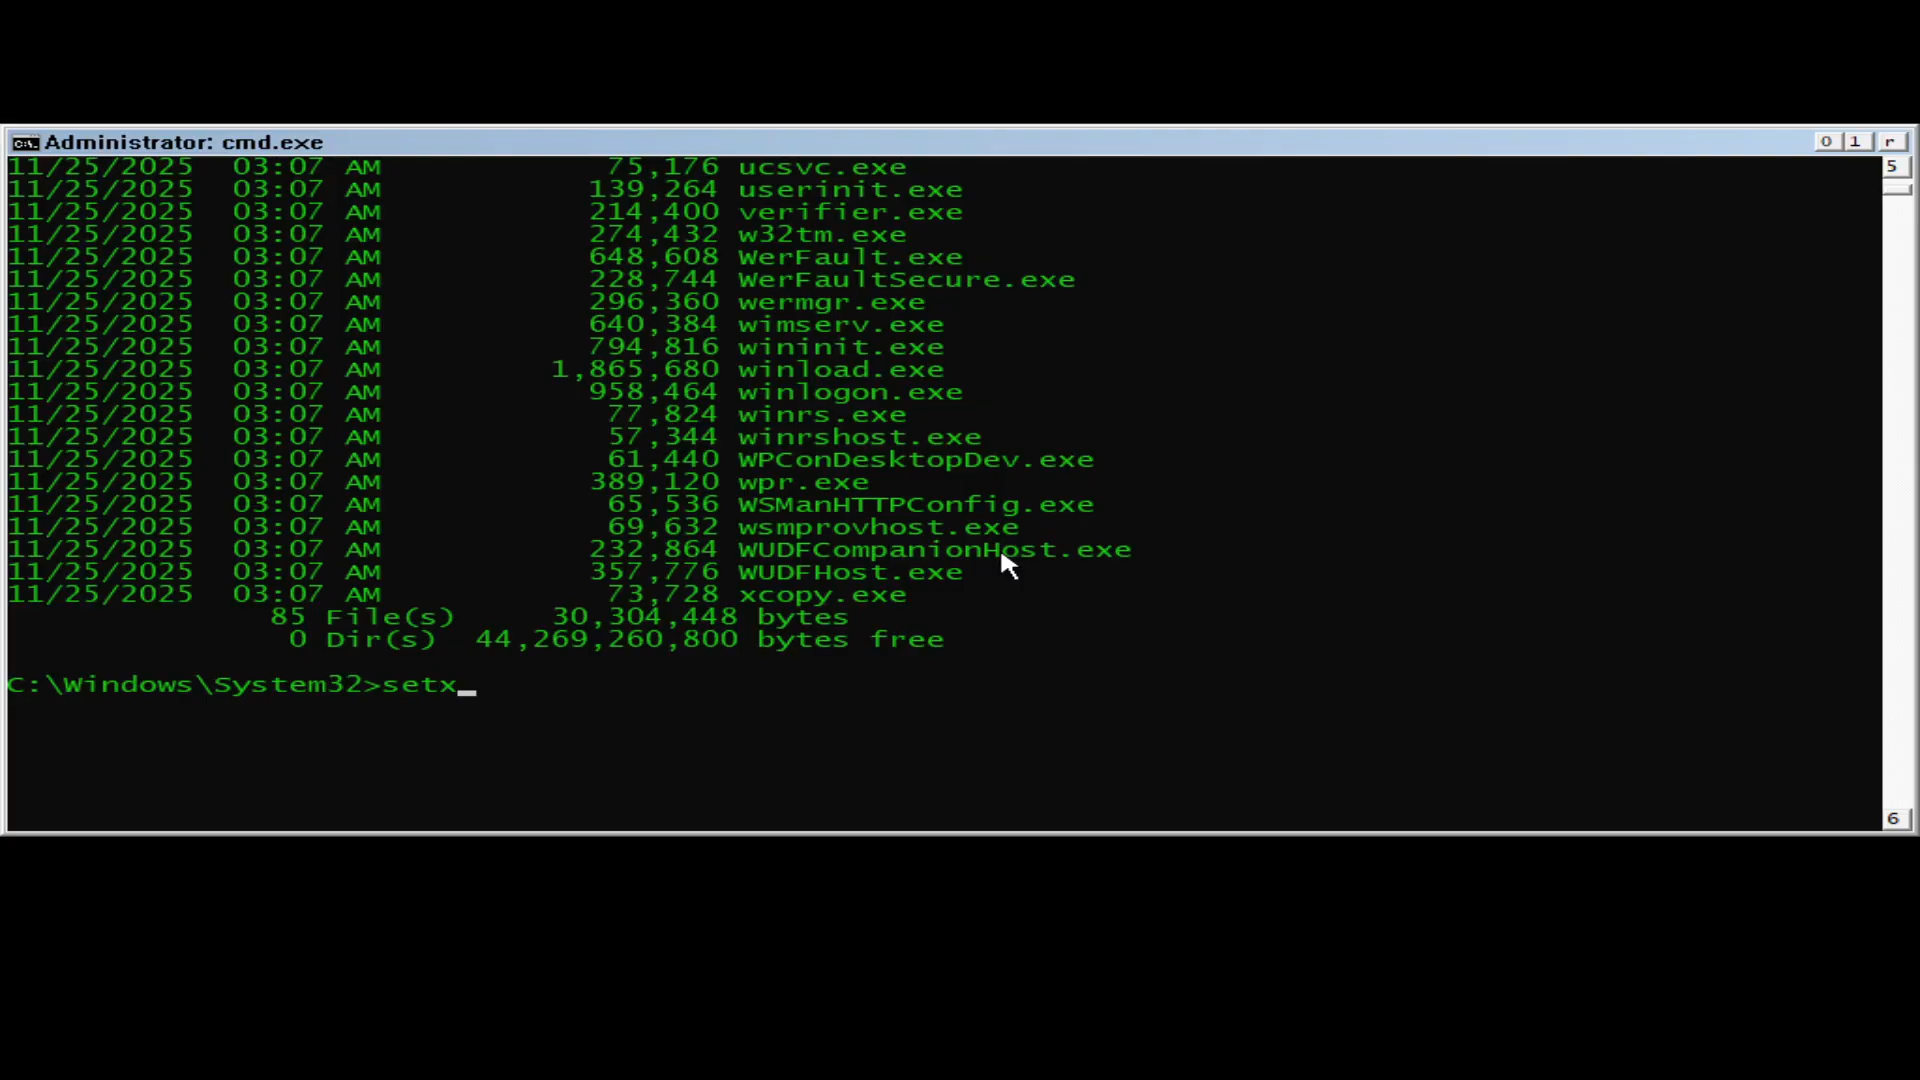 Administrator: cmd.exe
0 1 r
11/25/2025 03:07 AM 75,176 ucsvc.exe
5
11/25/2025 03:07 AM 139,264 userinit.exe
11/25/2025 03:07 AM 214,400 verifier.exe
11/25/2025 03:07 AM 274,432 w32tm.exe
11/25/2025 03:07 AM 648,608 WerFault.exe
11/25/2025 03:07 AM 228,744 WerFaultSecure.exe
11/25/2025 03:07 AM 296,360 wermgr.exe
11/25/2025 03:07 AM 640,384 wimserv.exe
11/25/2025 03:07 AM 794,816 wininit.exe
11/25/2025 03:07 AM 1,865,680 winload.exe
11/25/2025 03:07 AM 958,464 winlogon.exe
11/25/2025 03:07 AM 77,824 winrs.exe
11/25/2025 03:07 AM 57,344 winrshost.exe
11/25/2025 03:07 AM 61,440 WPConDesktopDev.exe
11/25/2025 03:07 AM 389,120 wpr.exe
11/25/2025 03:07 AM 65,536 WSManHTTPConfig.exe
11/25/2025 03:07 AM 69,632 wsmprovhost.exe
11/25/2025 03:07 AM 232,864 WUDFCompanionHost.exe
11/25/2025 03:07 AM 357,776 WUDFHost.exe
11/25/2025 03:07 AM 73,728 xcopy.exe
85 File(s) 30,304,448 bytes
0 Dir(s) 44,269,260,800 bytes free
C:\Windows\System32>setx_
6